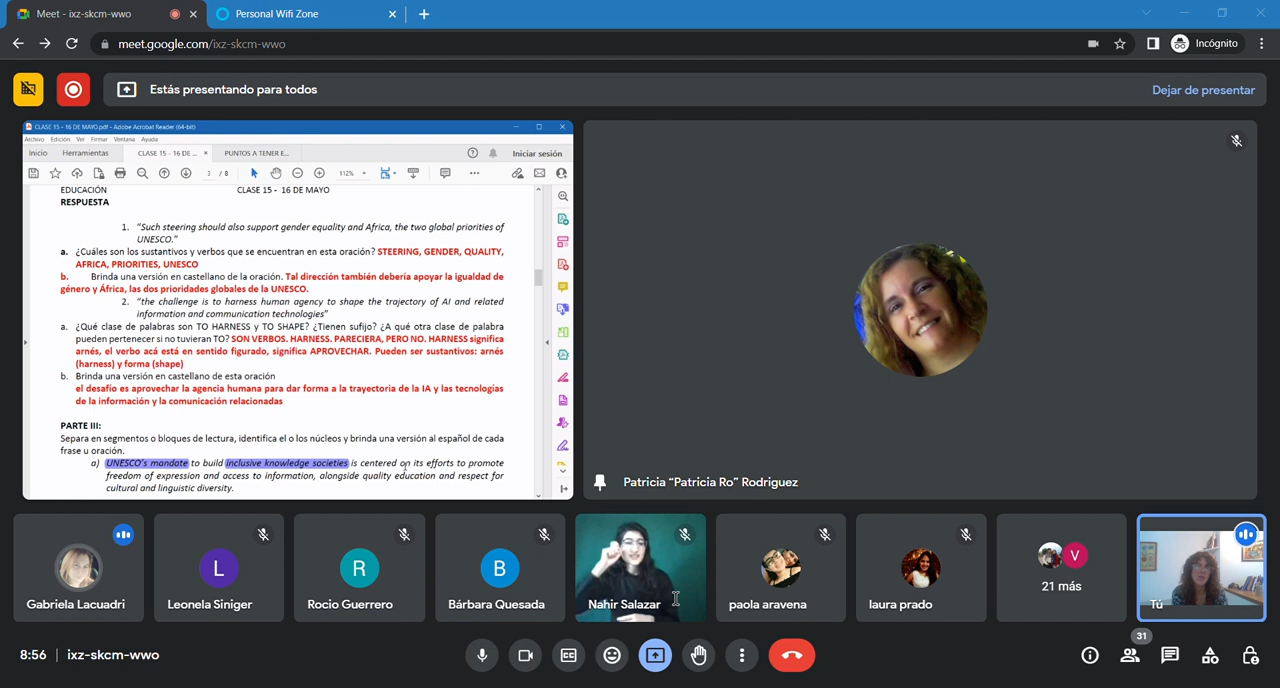 Meet - ixz-skcm-wwo
Personal Wifi Zone
meet.google.com/ixz-skcm-wwo
Incógnito
Estás presentando para todos
Dejar de presentar
CLASE 15 - 16 DE MAYO.pdf - Adobe Acrobat Reader (64-bit)
Archivo Edición Ver Firmar Ventana Ayuda
Inicio Herramientas CLASE 15 - 16 DE ... × PUNTOS A TENER E... Iniciar sesión
3 / 8 112%
EDUCACIÓN CLASE 15 - 16 DE MAYO
RESPUESTA
1. “Such steering should also support gender equality and Africa, the two global priorities of
UNESCO.”
a. ¿Cuáles son los sustantivos y verbos que se encuentran en esta oración? STEERING, GENDER, QUALITY,
AFRICA, PRIORITIES, UNESCO
b. Brinda una versión en castellano de la oración. Tal dirección también debería apoyar la igualdad de
género y África, las dos prioridades globales de la UNESCO.
2. “the challenge is to harness human agency to shape the trajectory of AI and related
information and communication technologies”
a. ¿Qué clase de palabras son TO HARNESS y TO SHAPE? ¿Tienen sufijo? ¿A qué otra clase de palabra
pueden pertenecer si no tuvieran TO? SON VERBOS. HARNESS. PARECIERA, PERO NO. HARNESS significa
arnés, el verbo acá está en sentido figurado, significa APROVECHAR. Pueden ser sustantivos: arnés
(harness) y forma (shape)
b. Brinda una versión en castellano de esta oración
el desafío es aprovechar la agencia humana para dar forma a la trayectoria de la IA y las tecnologías
de la información y la comunicación relacionadas
PARTE III:
Separa en segmentos o bloques de lectura, identifica el o los núcleos y brinda una versión al español de cada
frase u oración.
a) UNESCO’s mandate to build inclusive knowledge societies is centered on its efforts to promote
freedom of expression and access to information, alongside quality education and respect for
cultural and linguistic diversity.
Patricia “Patricia Ro” Rodriguez
Gabriela Lacuadri
L
Leonela Siniger
R
Rocio Guerrero
B
Bárbara Quesada
Nahir Salazar
paola aravena
laura prado
V
21 más
Tú
8:56 | ixz-skcm-wwo
31